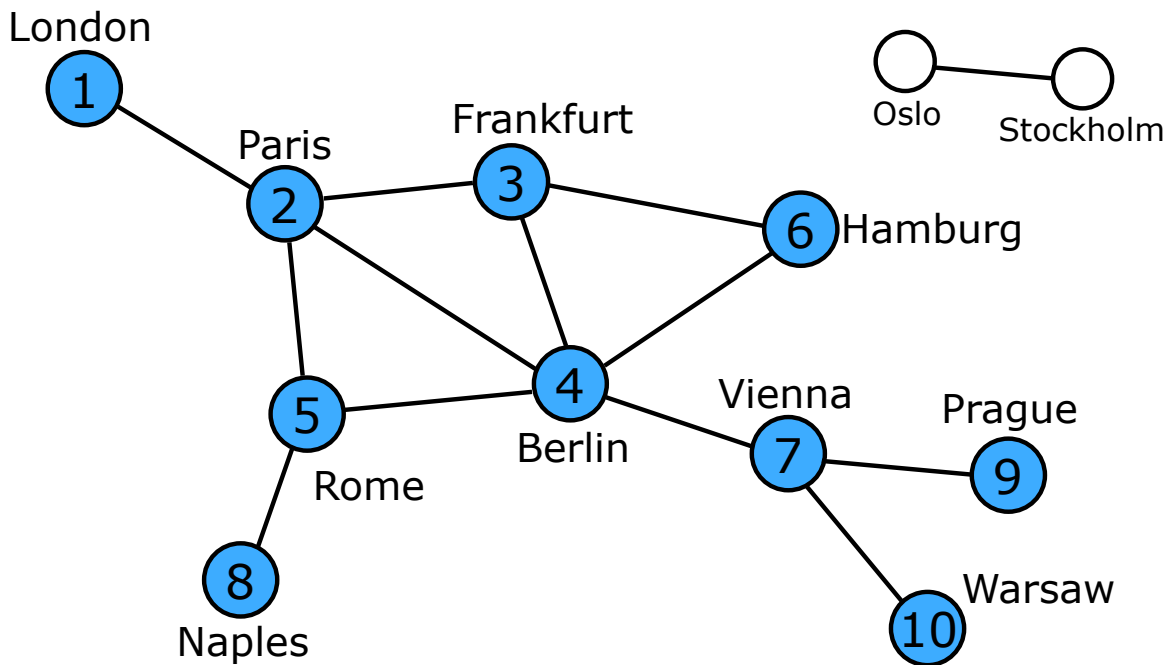 London
1
Paris
2
Frankfurt
3
Oslo
Stockholm
6
Hamburg
4
Berlin
5
Rome
Vienna
7
Prague
9
8
Naples
Warsaw
10